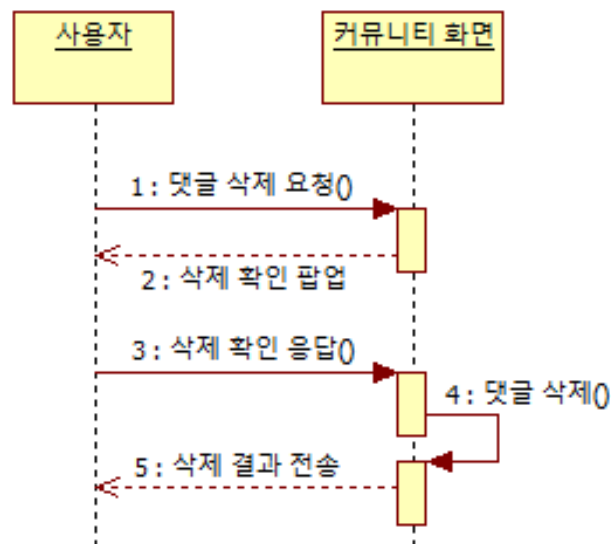 사용자
커뮤니티 화면
1 : 댓글 삭제 요청()
2 : 삭제 확인 팝업
3 : 삭제 확인 응답()
4 : 댓글 삭제()
5 : 삭제 결과 전송